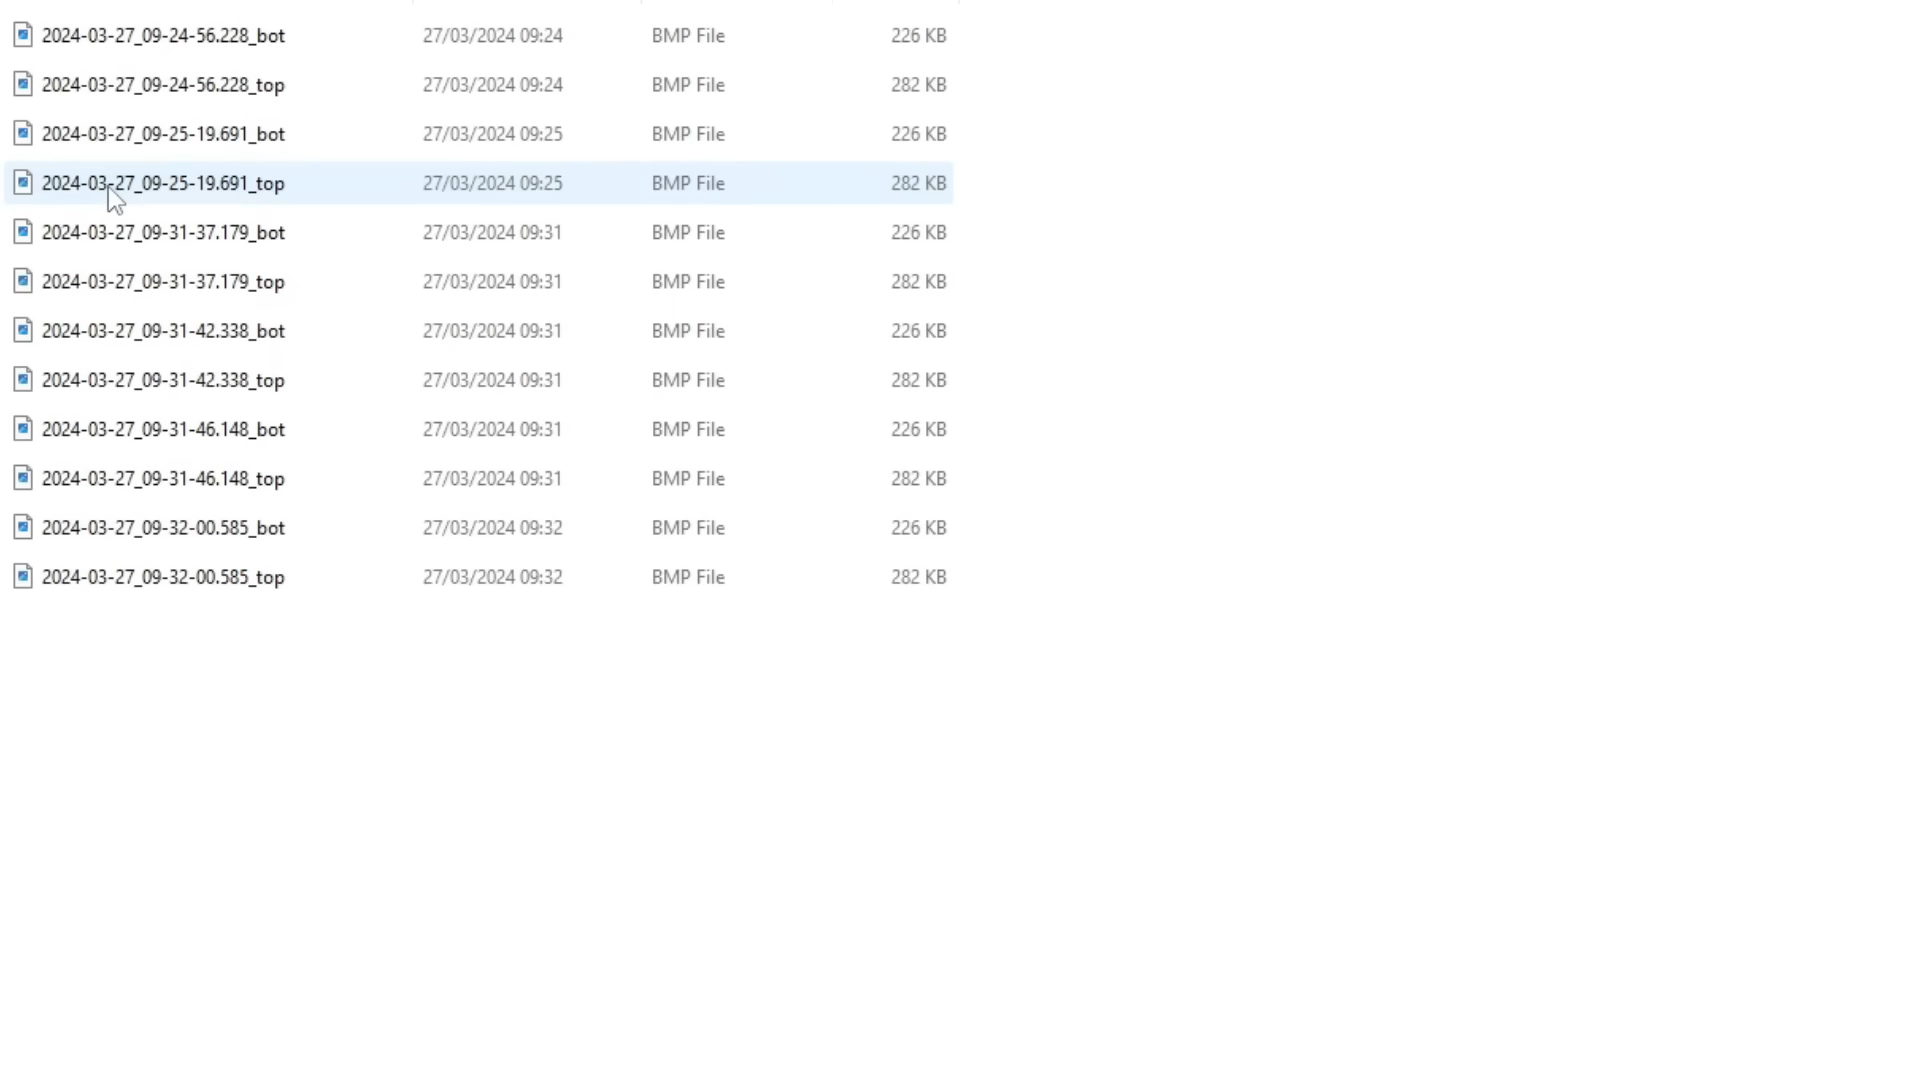 2024-03-27_09-24-56.228_bot 27/03/2024 09:24 BMP File 226 KB
2024-03-27_09-24-56.228_top 27/03/2024 09:24 BMP File 282 KB
2024-03-27_09-25-19.691_bot 27/03/2024 09:25 BMP File 226 KB
2024-03-27_09-25-19.691_top 27/03/2024 09:25 BMP File 282 KB
2024-03-27_09-31-37.179_bot 27/03/2024 09:31 BMP File 226 KB
2024-03-27_09-31-37.179_top 27/03/2024 09:31 BMP File 282 KB
2024-03-27_09-31-42.338_bot 27/03/2024 09:31 BMP File 226 KB
2024-03-27_09-31-42.338_top 27/03/2024 09:31 BMP File 282 KB
2024-03-27_09-31-46.148_bot 27/03/2024 09:31 BMP File 226 KB
2024-03-27_09-31-46.148_top 27/03/2024 09:31 BMP File 282 KB
2024-03-27_09-32-00.585_bot 27/03/2024 09:32 BMP File 226 KB
2024-03-27_09-32-00.585_top 27/03/2024 09:32 BMP File 282 KB